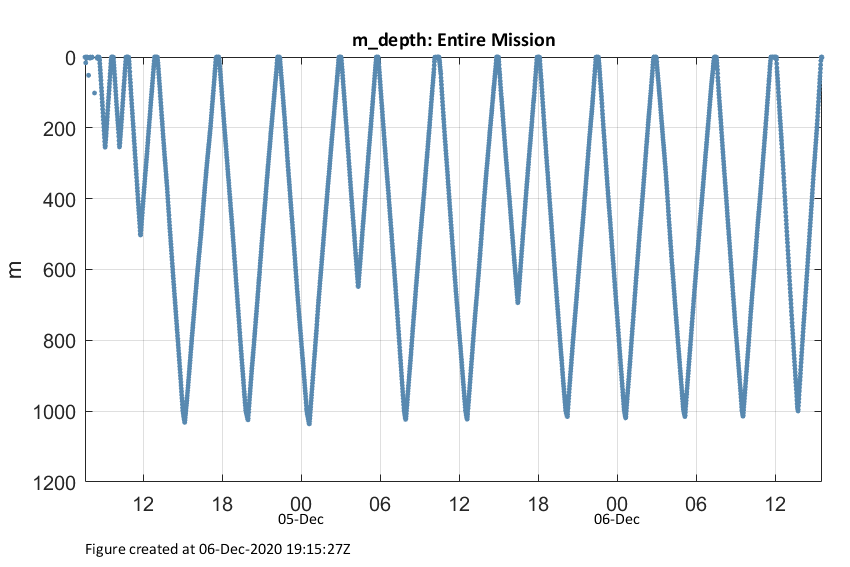 m_depth: Entire Mission
0
200
400
600
800
1000
1200
m
12 18 00 06 12 18 00 06 12
05-Dec 06-Dec
Figure created at 06-Dec-2020 19:15:27Z